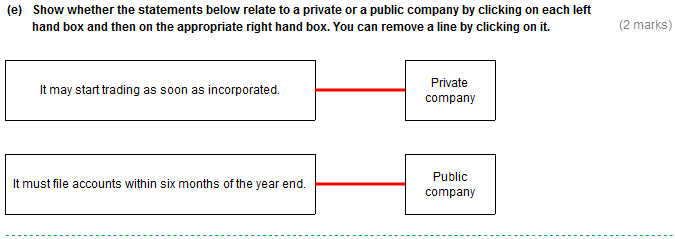 (e) Show whether the statements below relate to a private or a public company by clicking on each left
hand box and then on the appropriate right hand box. You can remove a line by clicking on it.
(2 marks)
It may start trading as soon as incorporated.
Private
company
It must file accounts within six months of the year end.
Public
company